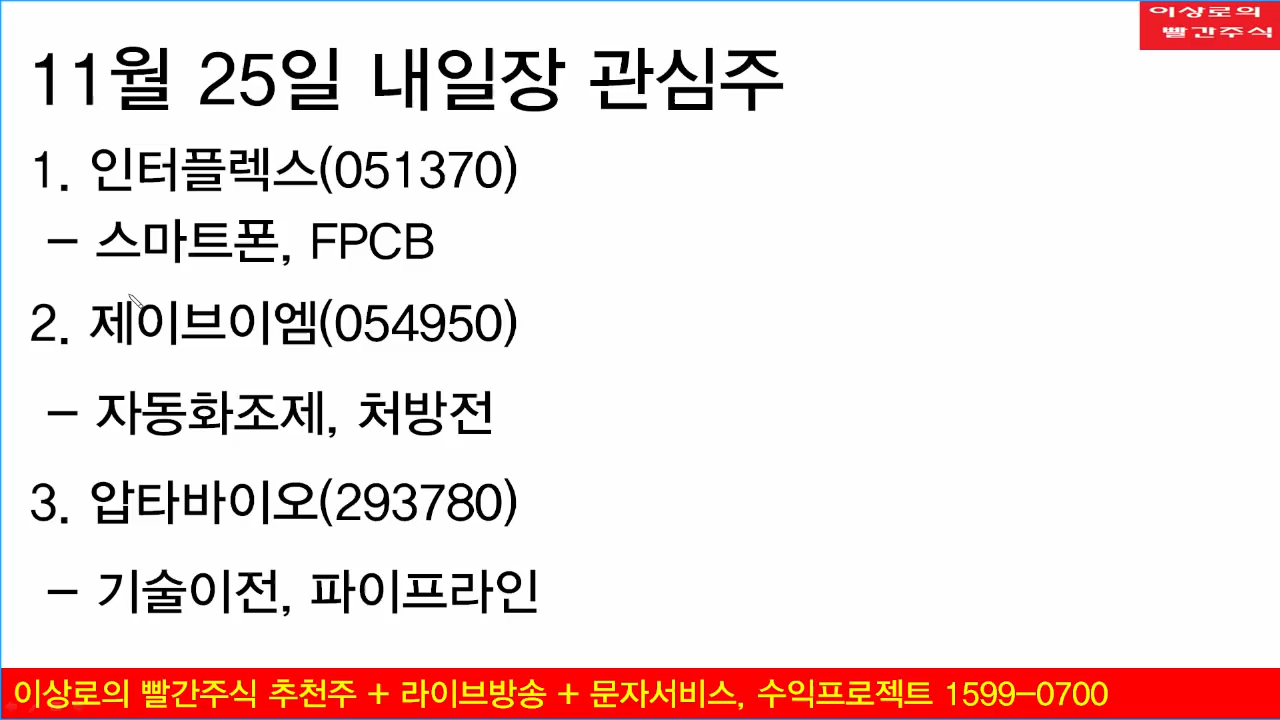 이상로의
빨간주식
11월 25일 내일장 관심주
1. 인터플렉스(051370)
- 스마트폰, FPCB
2. 제이브이엠(054950)
- 자동화조제, 처방전
3. 압타바이오(293780)
- 기술이전, 파이프라인
이상로의 빨간주식 추천주 + 라이브방송 + 문자서비스, 수익프로젝트 1599-0700